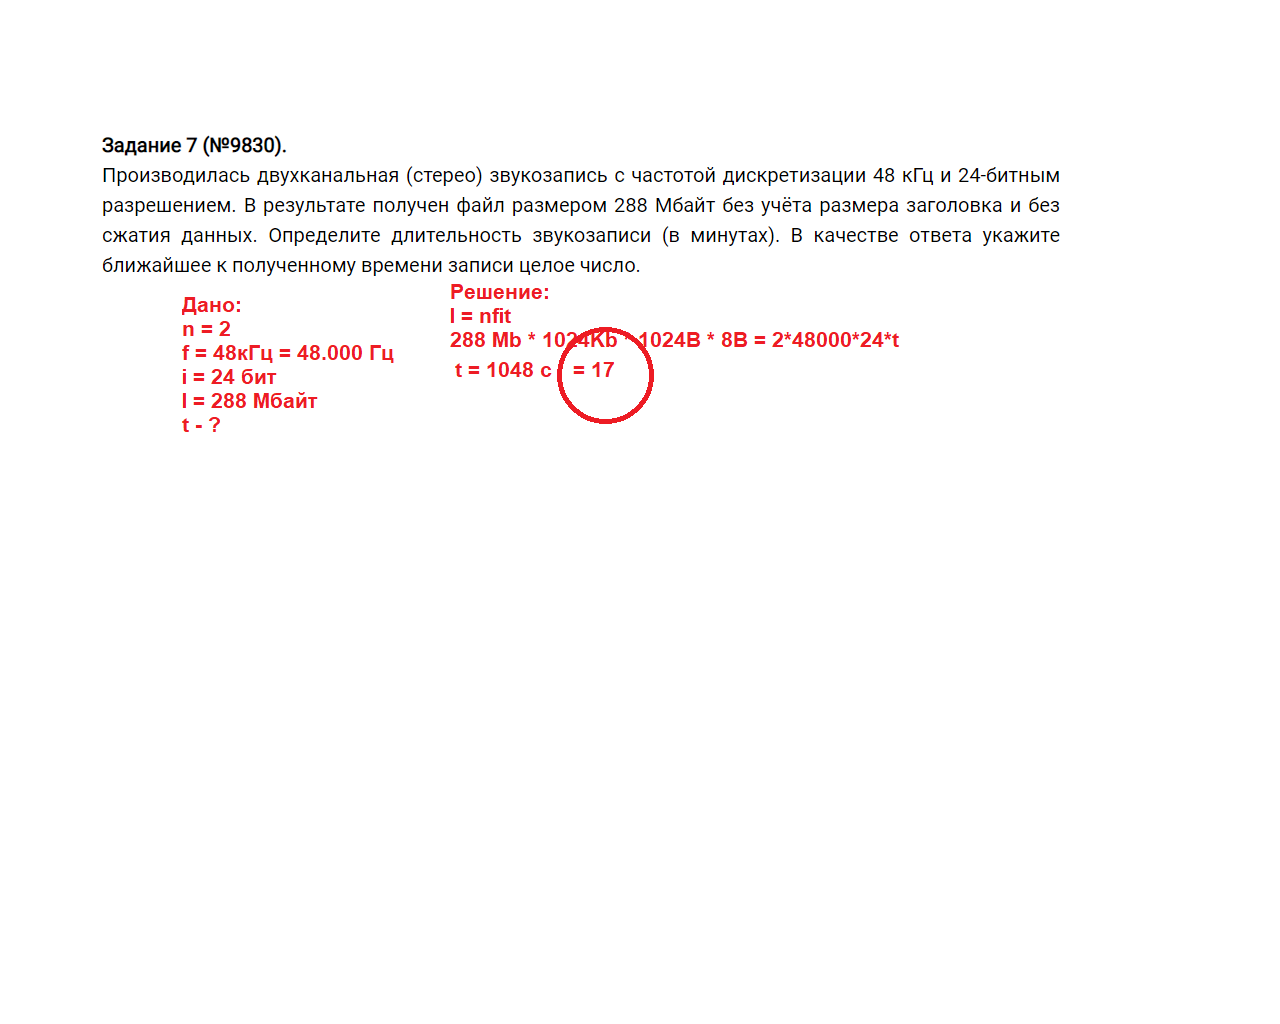 Задание 7 (№9830).
Производилась двухканальная (стерео) звукозапись с частотой дискретизации 48 кГц и 24-битным
разрешением. В результате получен файл размером 288 Мбайт без учёта размера заголовка и без
сжатия данных. Определите длительность звукозаписи (в минутах). В качестве ответа укажите
ближайшее к полученному времени записи целое число.
Дано:
n = 2
f = 48кГц = 48.000 Гц
i = 24 бит
I = 288 Мбайт
t - ?
Решение:
I = nfit
288 Mb * 1024Kb * 1024B * 8B = 2*48000*24*t
t = 1048 с = 17